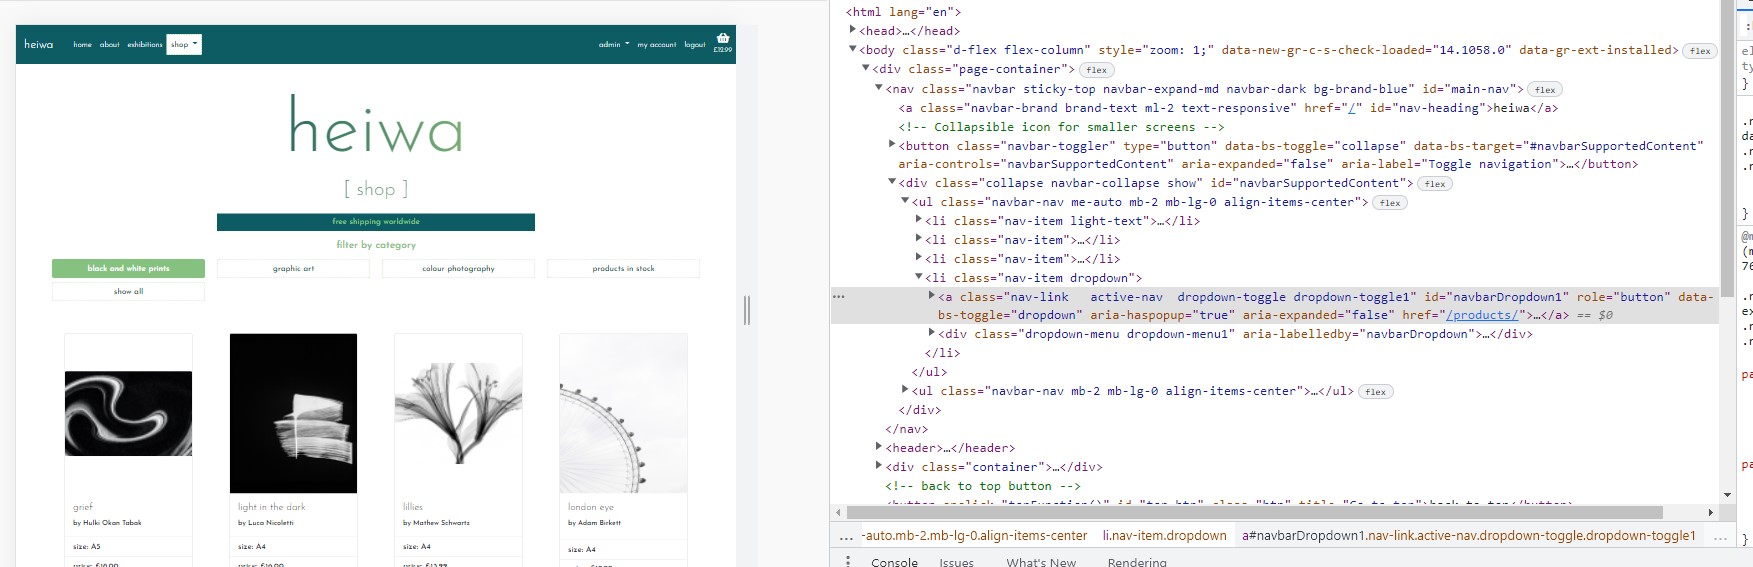 heiwa home about exhibitions shop admin my account logout £12.99
heiwa
[ shop ]
free shipping worldwide
filter by category
black and white prints graphic art colour photography products in stock
show all
grief light in the dark lillies london eye
by Hulki Okan Tabak by Luca Nicoletti by Mathew Schwartz by Adam Birkett
size: A5 size: A4 size: A4 size: A4
<html lang="en">
<head>…</head>
<body class="d-flex flex-column" style="zoom: 1;" data-new-gr-c-s-check-loaded="14.1058.0" data-gr-ext-installed> flex
<div class="page-container"> flex
<nav class="navbar sticky-top navbar-expand-md navbar-dark bg-brand-blue" id="main-nav"> flex
<a class="navbar-brand brand-text ml-2 text-responsive" href="/" id="nav-heading">heiwa</a>
<!-- Collapsible icon for smaller screens -->
<button class="navbar-toggler" type="button" data-bs-toggle="collapse" data-bs-target="#navbarSupportedContent"
aria-controls="navbarSupportedContent" aria-expanded="false" aria-label="Toggle navigation">…</button>
<div class="collapse navbar-collapse show" id="navbarSupportedContent"> flex
<ul class="navbar-nav me-auto mb-2 mb-lg-0 align-items-center"> flex
<li class="nav-item light-text">…</li>
<li class="nav-item">…</li>
<li class="nav-item">…</li>
<li class="nav-item dropdown">
… <a class="nav-link   active-nav  dropdown-toggle dropdown-toggle1" id="navbarDropdown1" role="button" data-
bs-toggle="dropdown" aria-haspopup="true" aria-expanded="false" href="/products/">…</a> == $0
<div class="dropdown-menu dropdown-menu1" aria-labelledby="navbarDropdown">…</div>
</li>
</ul>
<ul class="navbar-nav mb-2 mb-lg-0 align-items-center">…</ul> flex
</div>
</nav>
<header>…</header>
<div class="container">…</div>
<!-- back to top button -->
… -auto.mb-2.mb-lg-0.align-items-center li.nav-item.dropdown a#navbarDropdown1.nav-link.active-nav.dropdown-toggle.dropdown-toggle1 …
Console Issues What's New Rendering